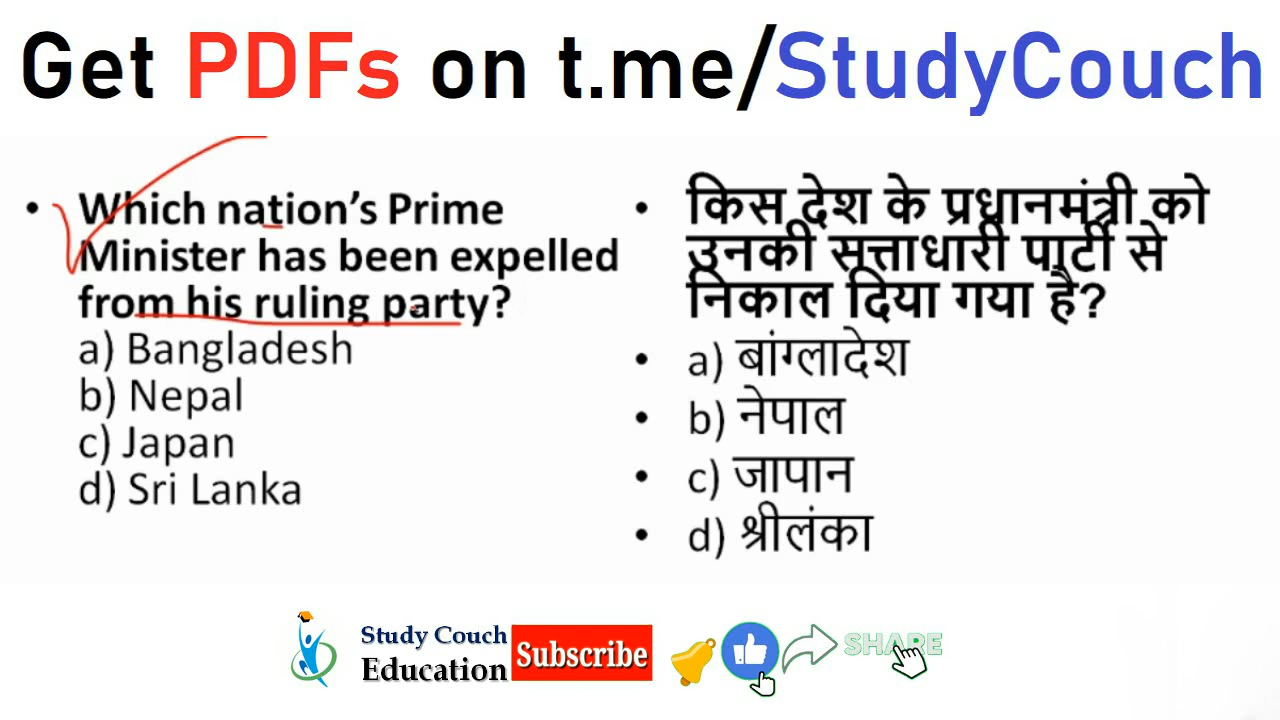 Get PDFs on t.me/StudyCouch
• Which nation's Prime
Minister has been expelled
from his ruling party?
a) Bangladesh
b) Nepal
c) Japan
d) Sri Lanka
• किस देश के प्रधानमंत्री को
उनकी सत्ताधारी पार्टी से
निकाल दिया गया है?
• a) बांग्लादेश
• b) नेपाल
• c) जापान
• d) श्रीलंका
Study Couch
Education
Subscribe
SHARE